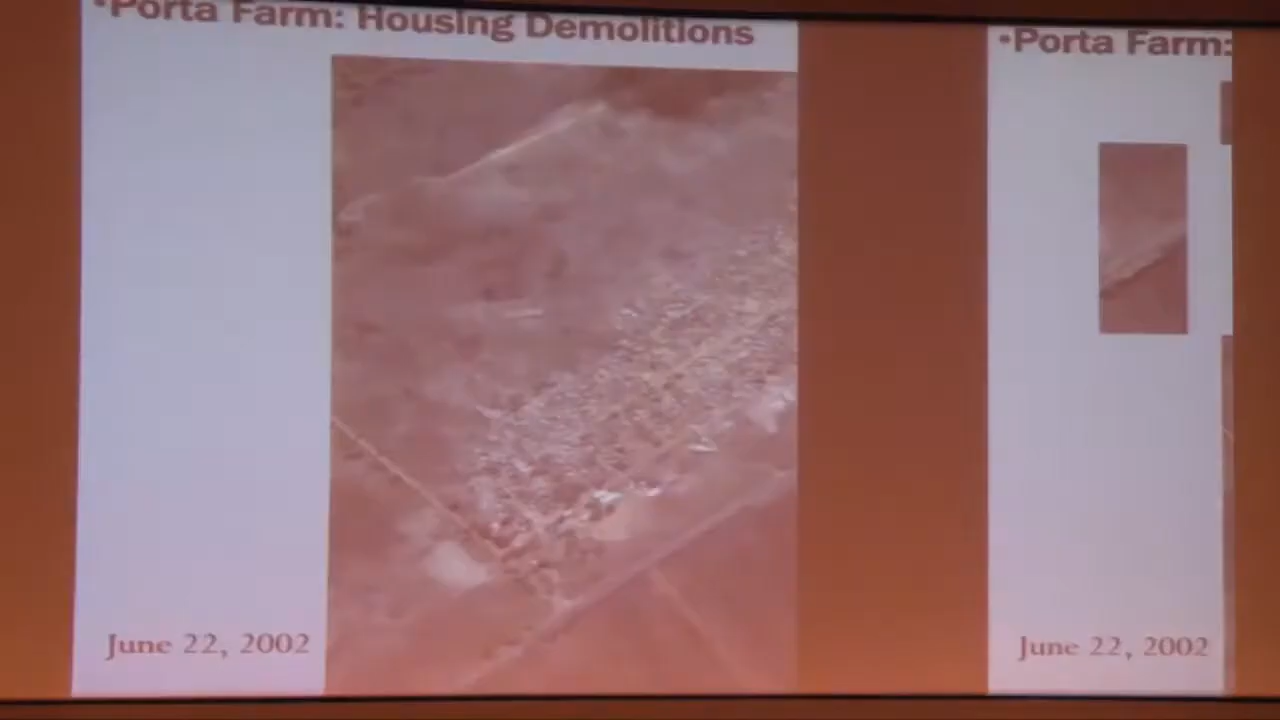 •Porta Farm: Housing Demolitions
•Porta Farm:
June 22, 2002
June 22, 2002